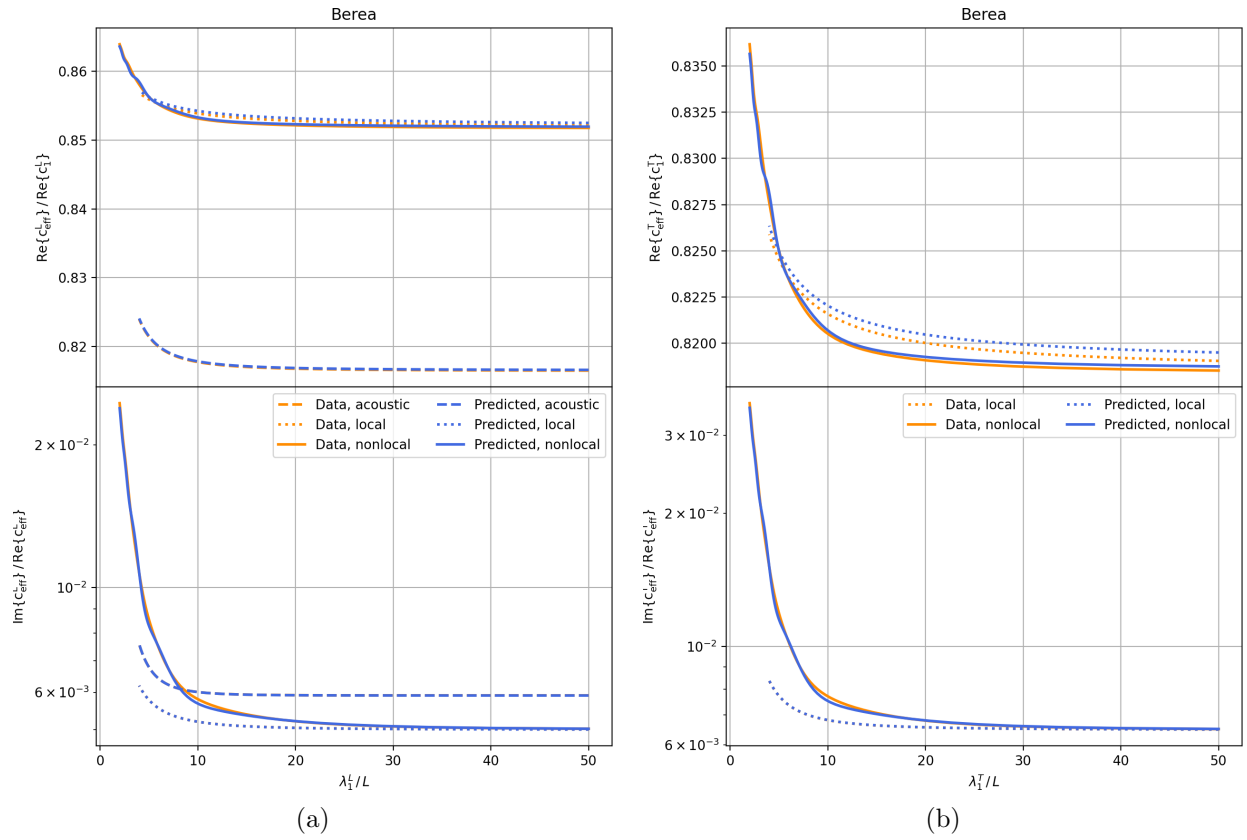 Berea
0.86
0.85
0.84
0.83
0.82
Re{c_eff^L} / Re{c_1^L}
Data, acoustic
Data, local
Data, nonlocal
Predicted, acoustic
Predicted, local
Predicted, nonlocal
2 × 10⁻²
10⁻²
6 × 10⁻³
Im{c_eff^L} / Re{c_eff^L}
0 10 20 30 40 50
λ_1^L / L
(a)
Berea
0.8350
0.8325
0.8300
0.8275
0.8250
0.8225
0.8200
Re{c_eff^T} / Re{c_1^T}
Data, local
Data, nonlocal
Predicted, local
Predicted, nonlocal
3 × 10⁻²
2 × 10⁻²
10⁻²
6 × 10⁻³
0 10 20 30 40 50
λ_1^T / L
(b)